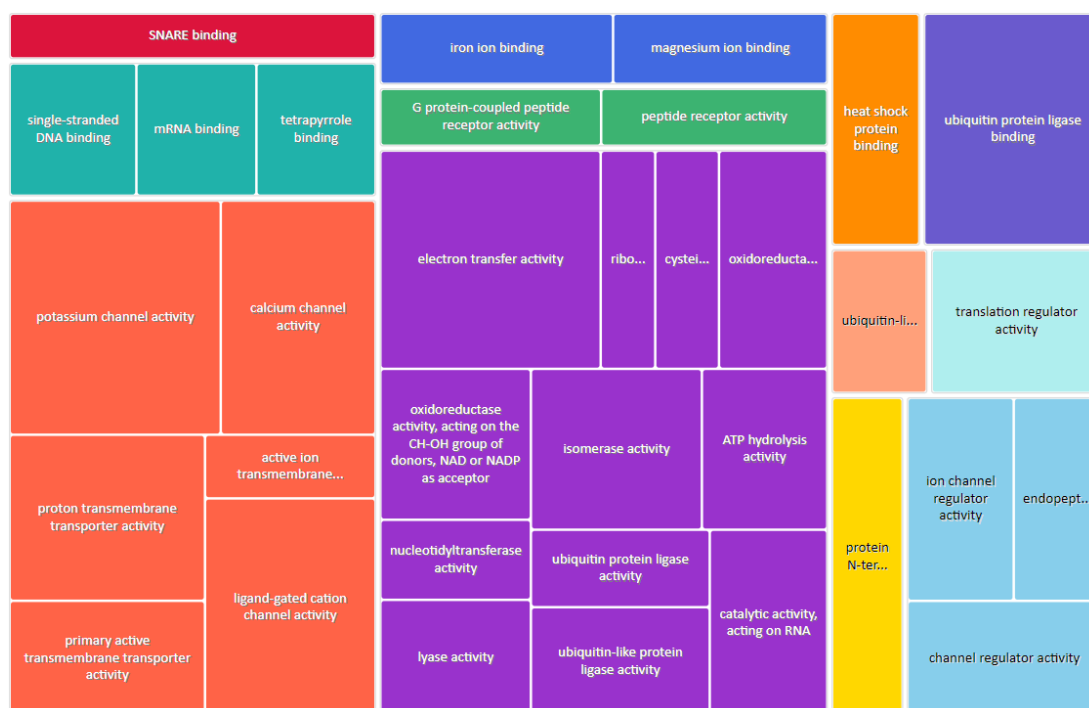 SNARE binding
single-stranded
DNA binding
mRNA binding
tetrapyrrole
binding
potassium channel activity
calcium channel
activity
proton transmembrane
transporter activity
active ion
transmembrane...
ligand-gated cation
channel activity
primary active
transmembrane transporter
activity
iron ion binding
magnesium ion binding
G protein-coupled peptide
receptor activity
peptide receptor activity
electron transfer activity
ribo...
cystei...
oxidoreducta...
oxidoreductase
activity, acting on the
CH-OH group of
donors, NAD or NADP
as acceptor
isomerase activity
ATP hydrolysis
activity
nucleotidyltransferase
activity
ubiquitin protein ligase
activity
catalytic activity,
acting on RNA
lyase activity
ubiquitin-like protein
ligase activity
heat shock
protein
binding
ubiquitin protein ligase
binding
ubiquitin-li...
translation regulator
activity
protein
N-ter...
ion channel
regulator
activity
endopept...
channel regulator activity